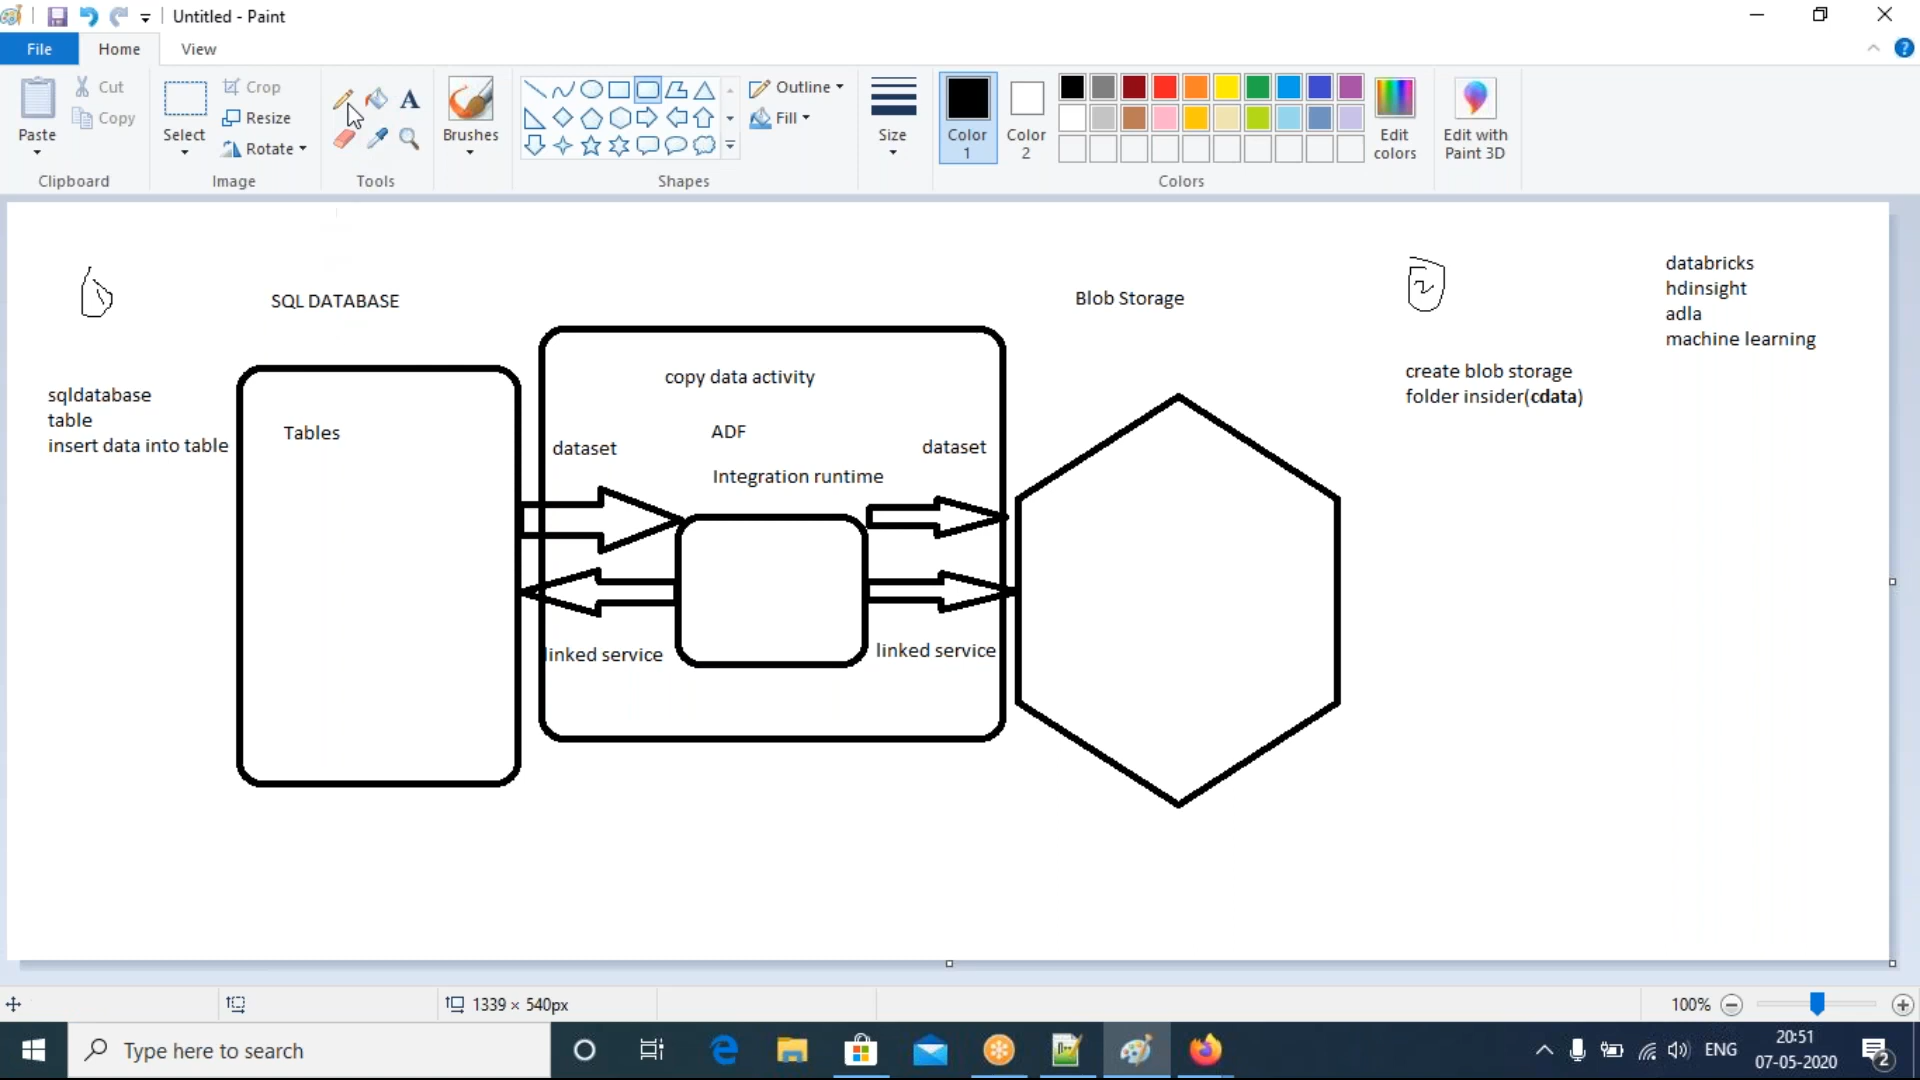 Untitled - Paint
File
Home
View
Paste
Cut
Copy
Clipboard
Select
Crop
Resize
Rotate
Image
A
Tools
Brushes
Outline
Fill
Shapes
Size
Color
1
Color
2
Edit
colors
Colors
Edit with
Paint 3D
?
SQL DATABASE
Blob Storage
2
databricks
hdinsight
adla
machine learning
sqldatabase
table
insert data into table
Tables
copy data activity
ADF
dataset
dataset
Integration runtime
linked service
linked service
create blob storage
folder insider(cdata)
1339 × 540px
100%
Type here to search
ENG
20:51
07-05-2020
2